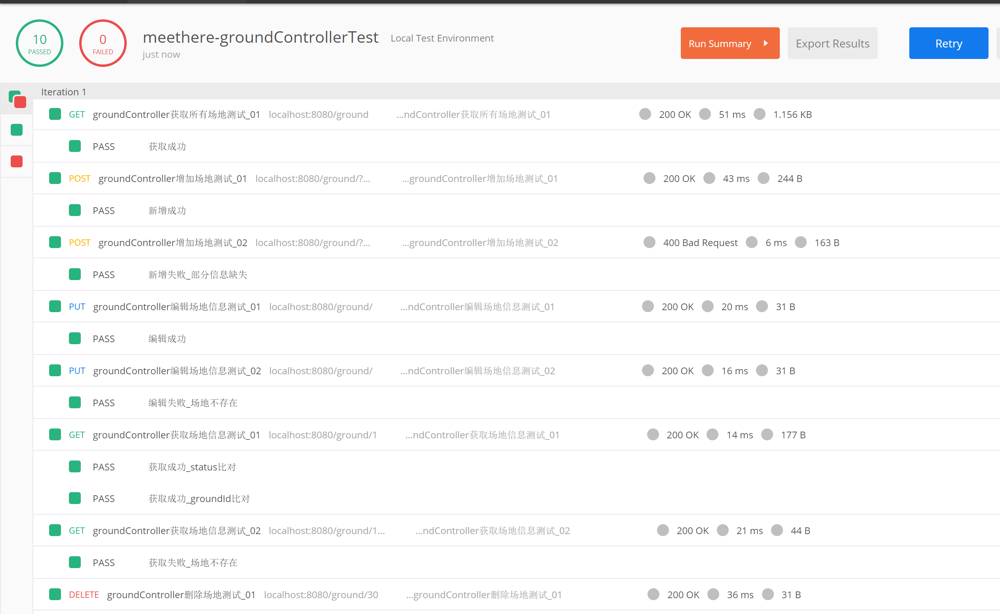 10 PASSED
0 FAILED
meethere-groundControllerTest Local Test Environment
just now
Run Summary
Export Results
Retry
Iteration 1
GET groundController获取所有场地测试_01 localhost:8080/ground ...ndController获取所有场地测试_01 200 OK 51 ms 1.156 KB
PASS 获取成功
POST groundController增加场地测试_01 localhost:8080/ground/?... ...groundController增加场地测试_01 200 OK 43 ms 244 B
PASS 新增成功
POST groundController增加场地测试_02 localhost:8080/ground/?... ...groundController增加场地测试_02 400 Bad Request 6 ms 163 B
PASS 新增失败_部分信息缺失
PUT groundController编辑场地信息测试_01 localhost:8080/ground/ ...ndController编辑场地信息测试_01 200 OK 20 ms 31 B
PASS 编辑成功
PUT groundController编辑场地信息测试_02 localhost:8080/ground/ ...ndController编辑场地信息测试_02 200 OK 16 ms 31 B
PASS 编辑失败_场地不存在
GET groundController获取场地信息测试_01 localhost:8080/ground/1 ...ndController获取场地信息测试_01 200 OK 14 ms 177 B
PASS 获取成功_status比对
PASS 获取成功_groundId比对
GET groundController获取场地信息测试_02 localhost:8080/ground/1... ...ndController获取场地信息测试_02 200 OK 21 ms 44 B
PASS 获取失败_场地不存在
DELETE groundController删除场地测试_01 localhost:8080/ground/30 ...groundController删除场地测试_01 200 OK 36 ms 31 B